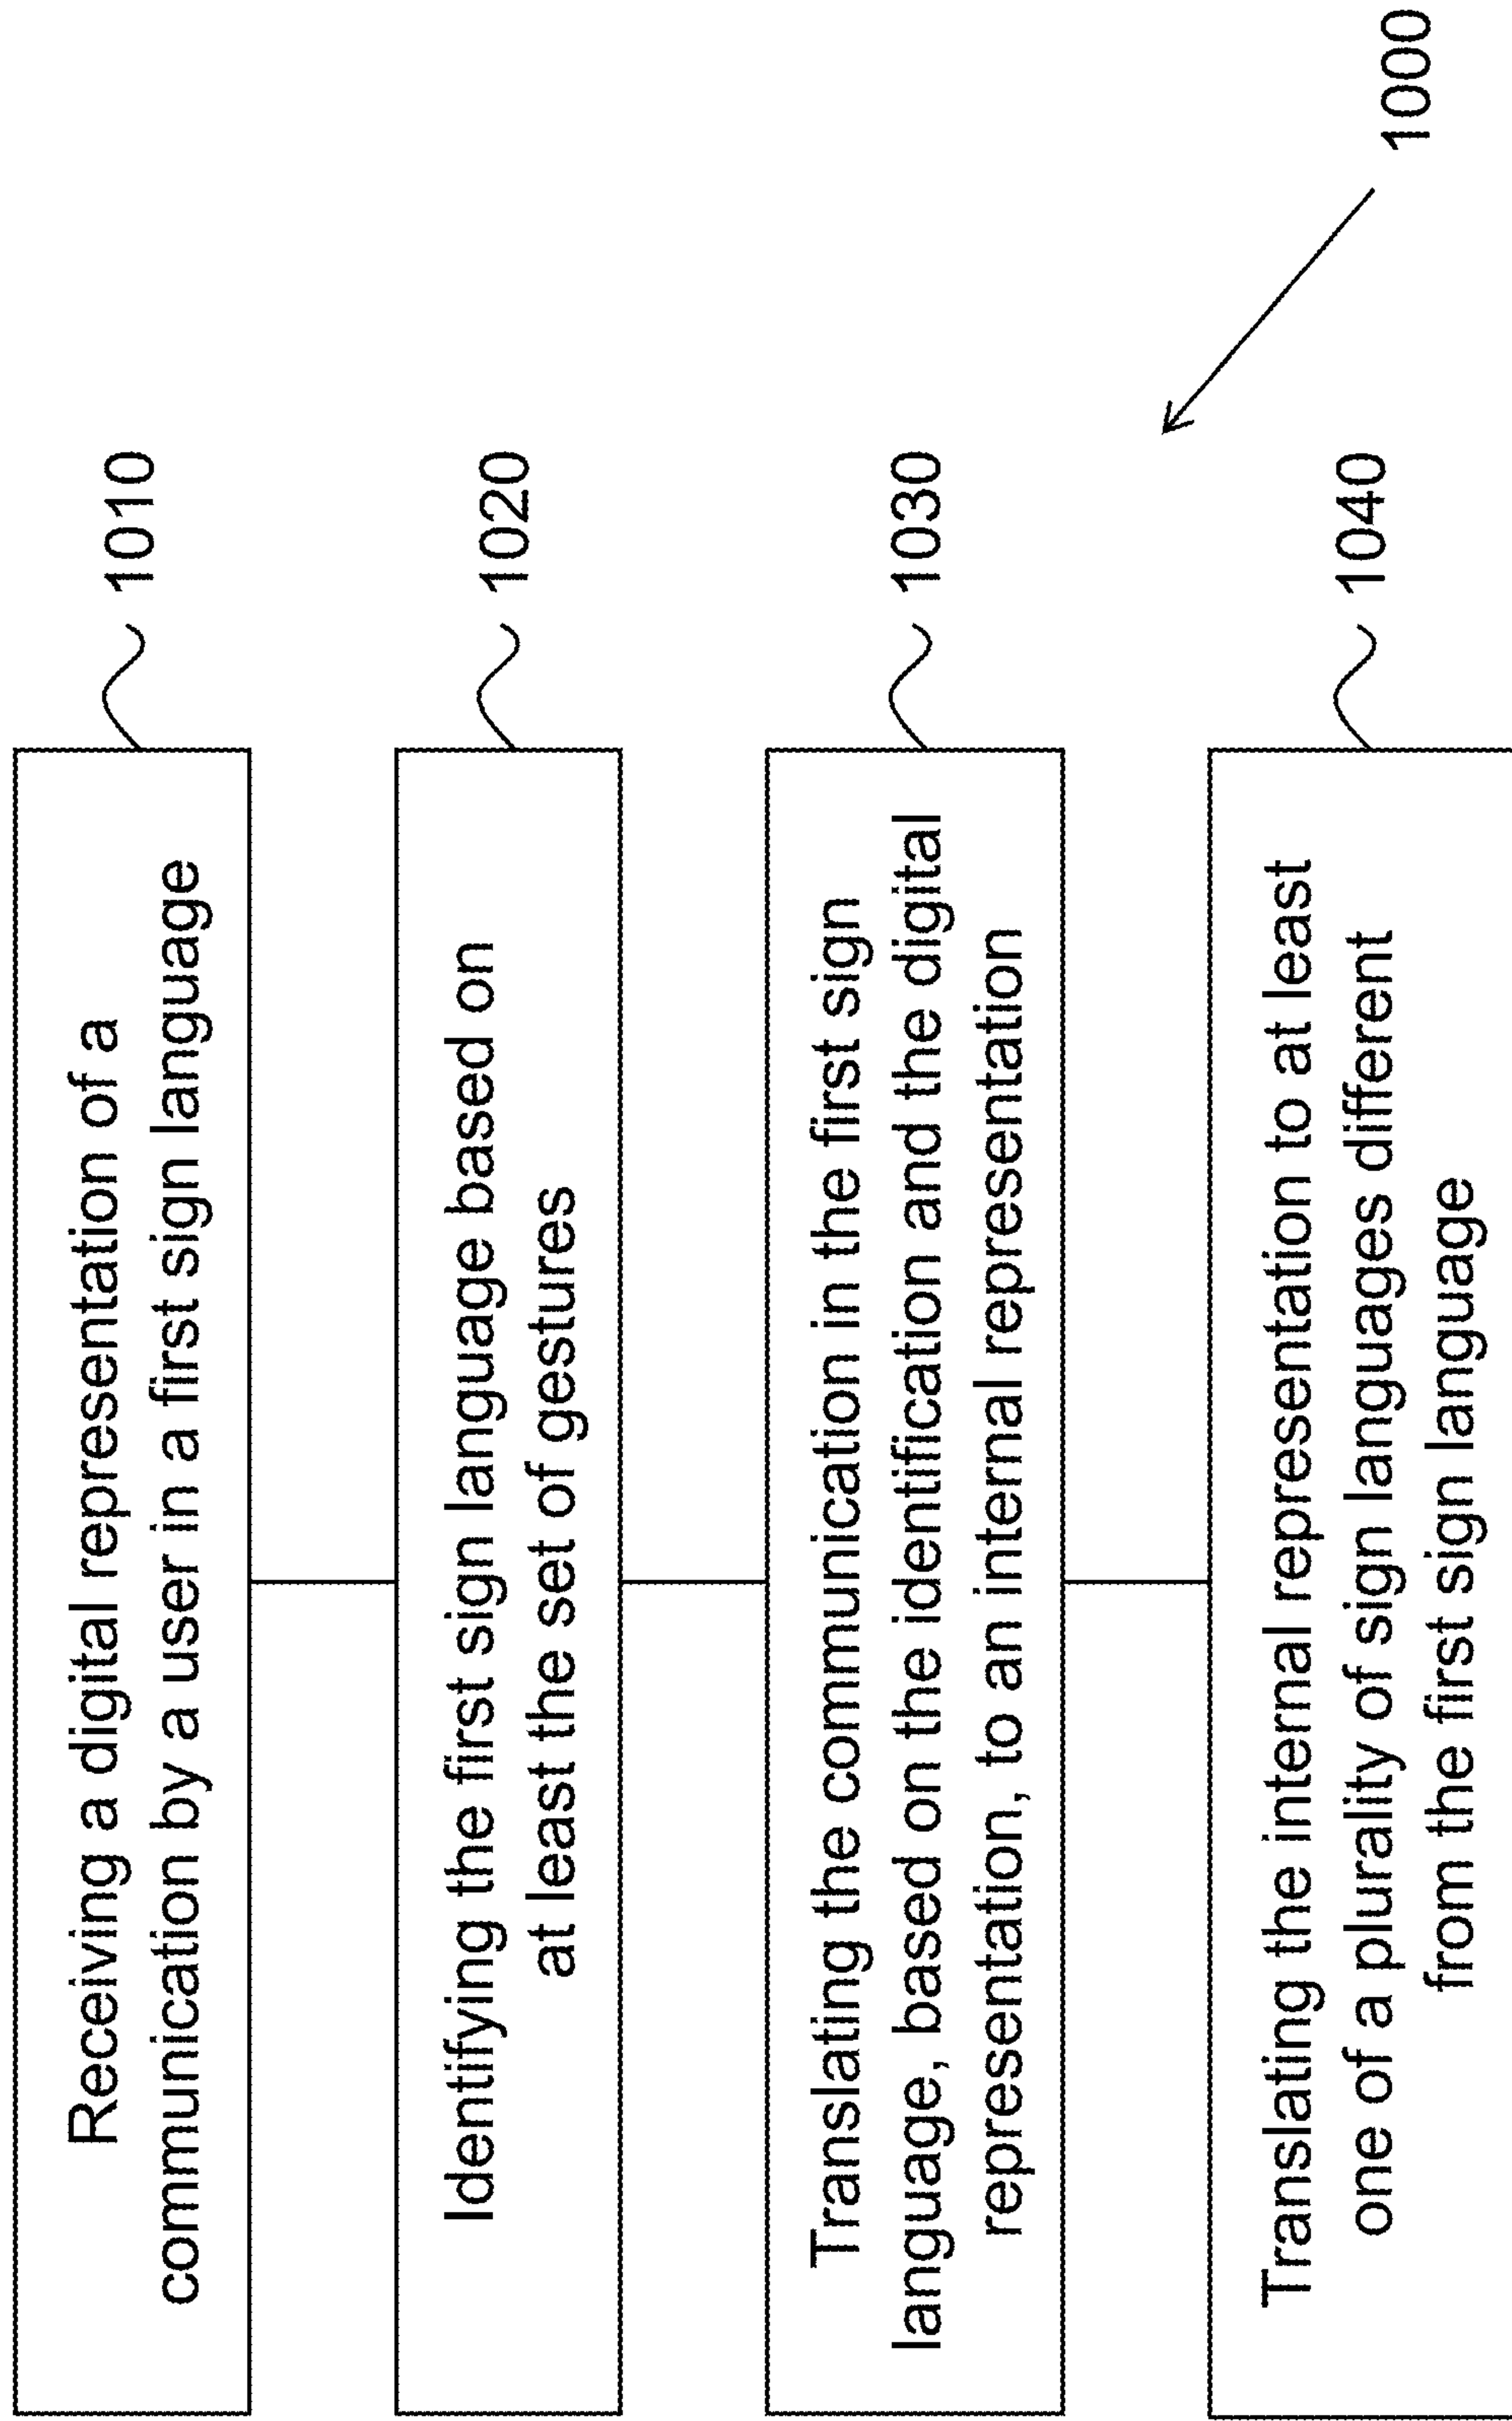 Receiving a digital representation of a
communication by a user in a first sign language
1010
Identifying the first sign language based on
at least the set of gestures
1020
Translating the communication in the first sign
language, based on the identification and the digital
representation, to an internal representation
1030
Translating the internal representation to at least
one of a plurality of sign languages different
from the first sign language
1040
1000